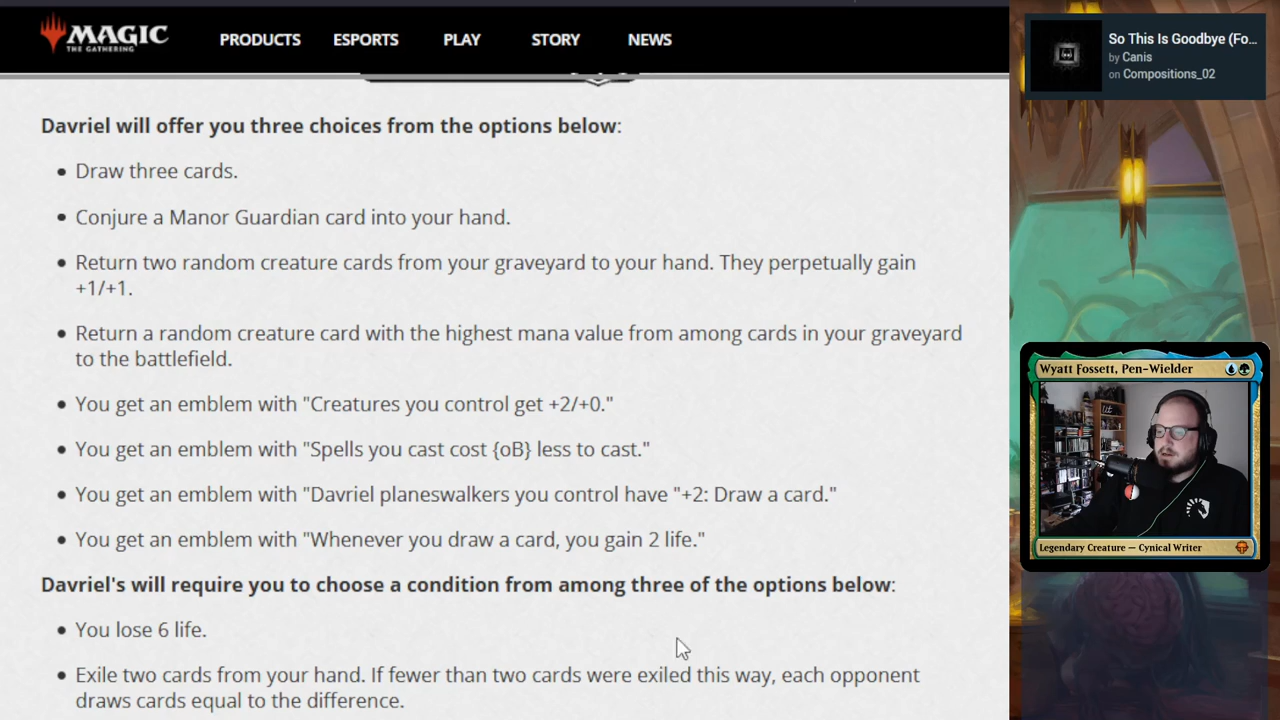 MAGIC
THE GATHERING
PRODUCTS
ESPORTS
PLAY
STORY
NEWS
So This Is Goodbye (Fo...
by Canis
on Compositions_02
Davriel will offer you three choices from the options below:
Draw three cards.
Conjure a Manor Guardian card into your hand.
Return two random creature cards from your graveyard to your hand. They perpetually gain
+1/+1.
Return a random creature card with the highest mana value from among cards in your graveyard
to the battlefield.
You get an emblem with "Creatures you control get +2/+0."
You get an emblem with "Spells you cast cost {oB} less to cast."
You get an emblem with "Davriel planeswalkers you control have "+2: Draw a card."
You get an emblem with "Whenever you draw a card, you gain 2 life."
Davriel's will require you to choose a condition from among three of the options below:
You lose 6 life.
Exile two cards from your hand. If fewer than two cards were exiled this way, each opponent
draws cards equal to the difference.
Wyatt Fossett, Pen-Wielder
Legendary Creature — Cynical Writer